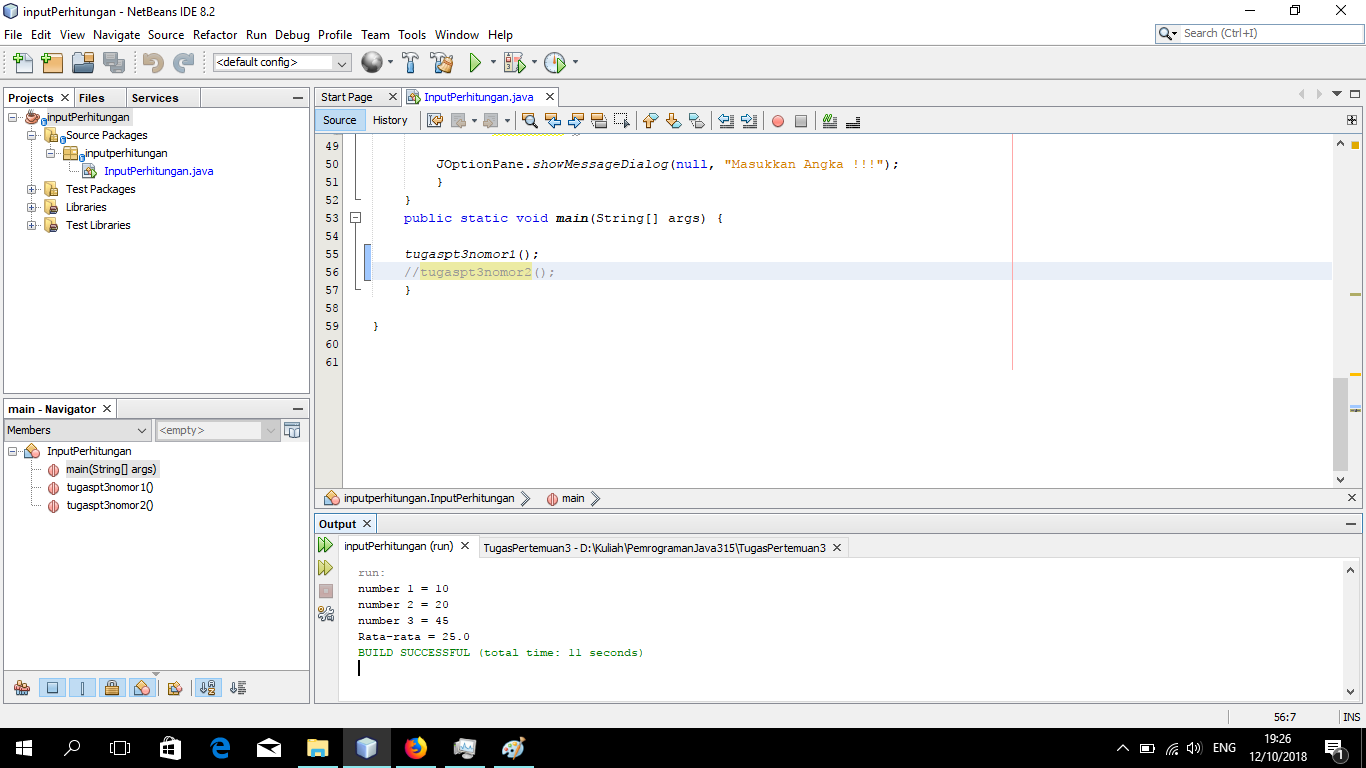 inputPerhitungan - NetBeans IDE 8.2
File Edit View Navigate Source Refactor Run Debug Profile Team Tools Window Help
Search (Ctrl+I)
<default config>
Projects Files Services
inputPerhitungan
Source Packages
inputperhitungan
InputPerhitungan.java
Test Packages
Libraries
Test Libraries
Start Page InputPerhitungan.java
Source History
49
50 JOptionPane.showMessageDialog(null, "Masukkan Angka !!!");
51 }
52 }
53 public static void main(String[] args) {
54
55 tugaspt3nomor1();
56 //tugaspt3nomor2();
57 }
58
59 }
60
61
inputperhitungan.InputPerhitungan main
main - Navigator
Members <empty>
InputPerhitungan
main(String[] args)
tugaspt3nomor1()
tugaspt3nomor2()
Output
inputPerhitungan (run) TugasPertemuan3 - D:\Kuliah\PemrogramanJava315\TugasPertemuan3
run:
number 1 = 10
number 2 = 20
number 3 = 45
Rata-rata = 25.0
BUILD SUCCESSFUL (total time: 11 seconds)
56:7 INS
ENG
19:26
12/10/2018
1